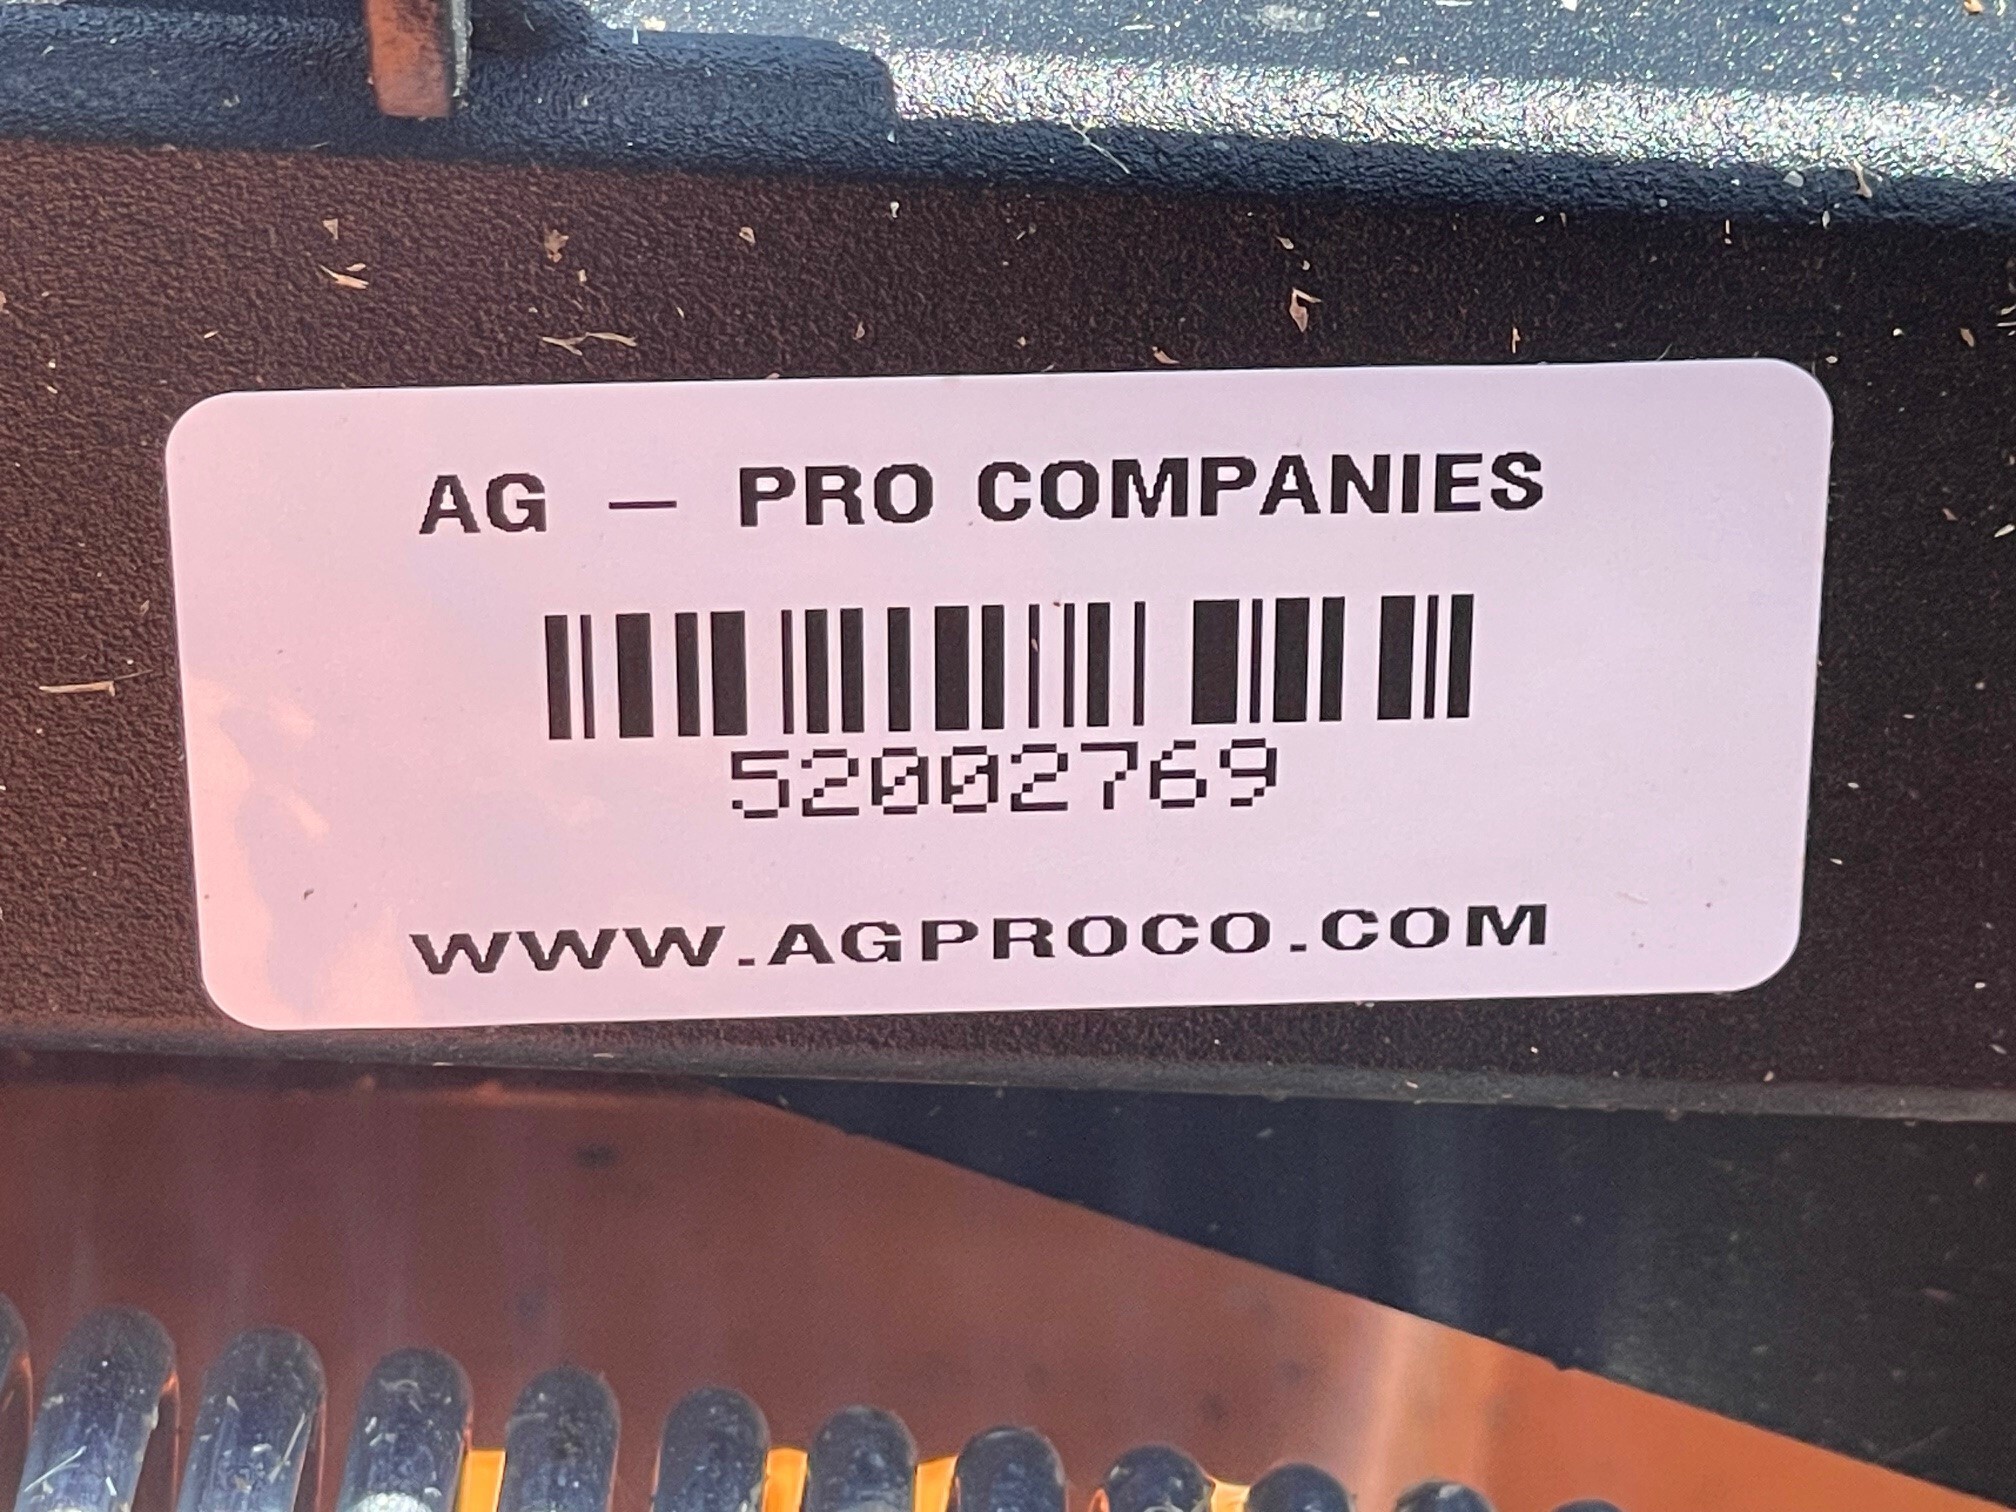 AG - PRO COMPANIES
52002769
WWW.AGPROCO.COM